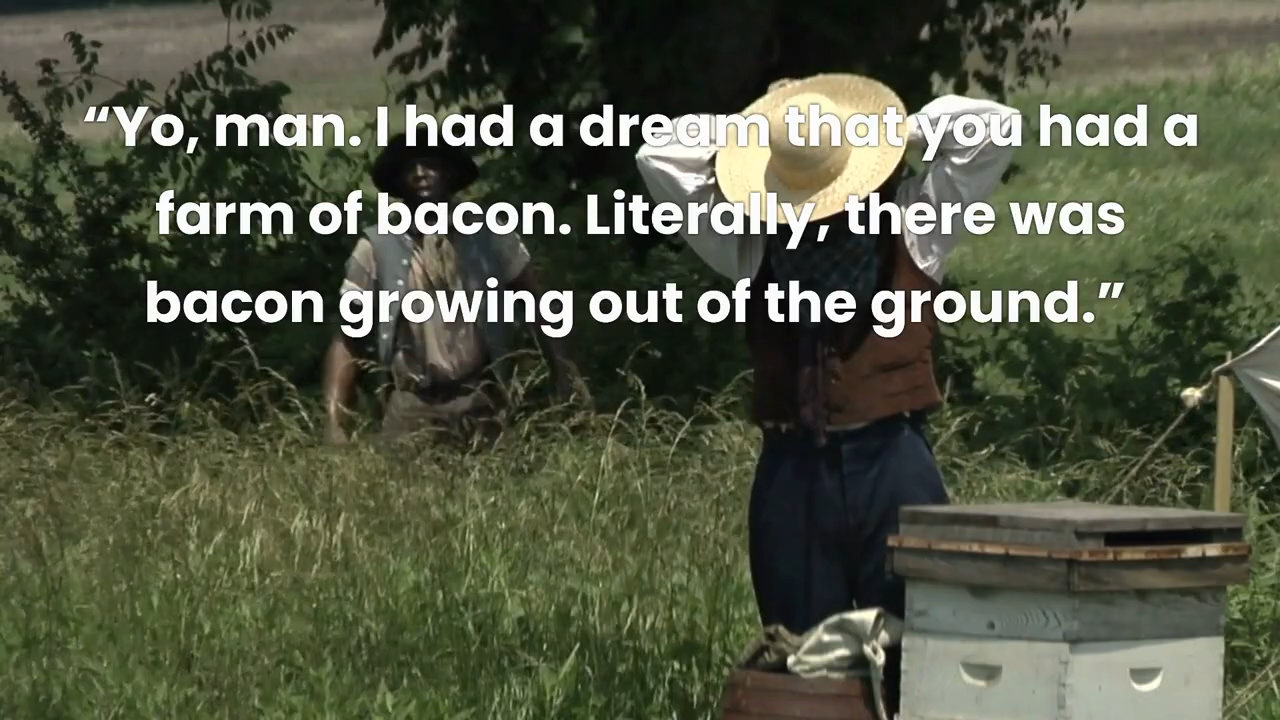 “Yo, man. I had a dream that you had a
farm of bacon. Literally, there was
bacon growing out of the ground.”